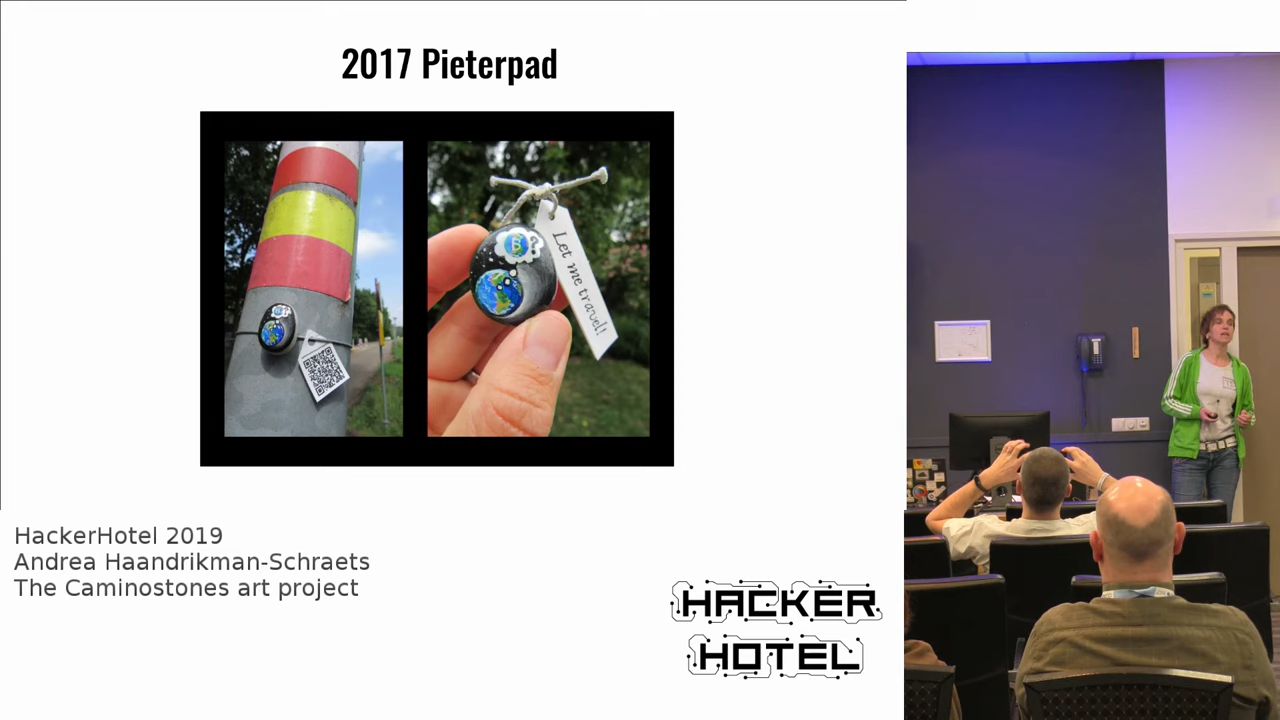 2017 Pieterpad
B
Let me travel!
HackerHotel 2019
Andrea Haandrikman-Schraets
The Caminostones art project
HACKER
HOTEL